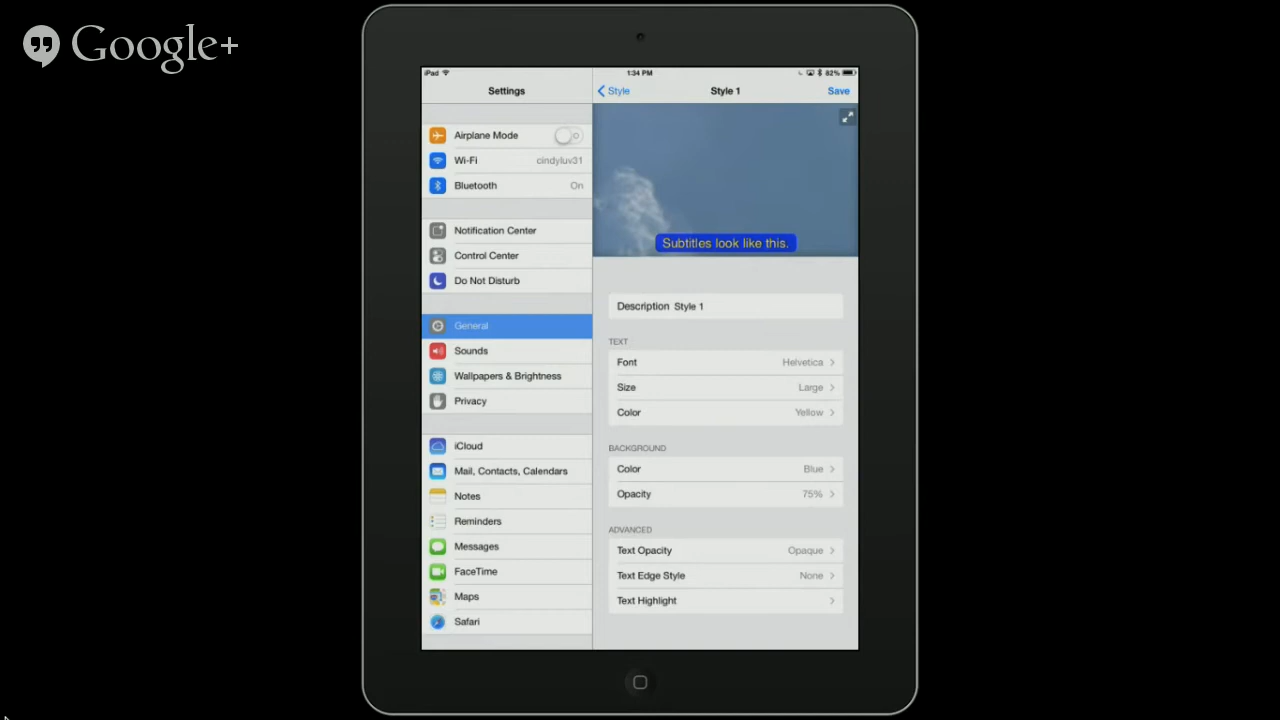 Google+
iPad
1:34 PM
82%
Settings
Style
Style 1
Save
Airplane Mode
Wi-Fi
cindyluv31
Bluetooth
On
Notification Center
Control Center
Do Not Disturb
General
Sounds
Wallpapers & Brightness
Privacy
iCloud
Mail, Contacts, Calendars
Notes
Reminders
Messages
FaceTime
Maps
Safari
Subtitles look like this.
Description Style 1
TEXT
Font Helvetica
Size Large
Color Yellow
BACKGROUND
Color Blue
Opacity 75%
ADVANCED
Text Opacity Opaque
Text Edge Style None
Text Highlight